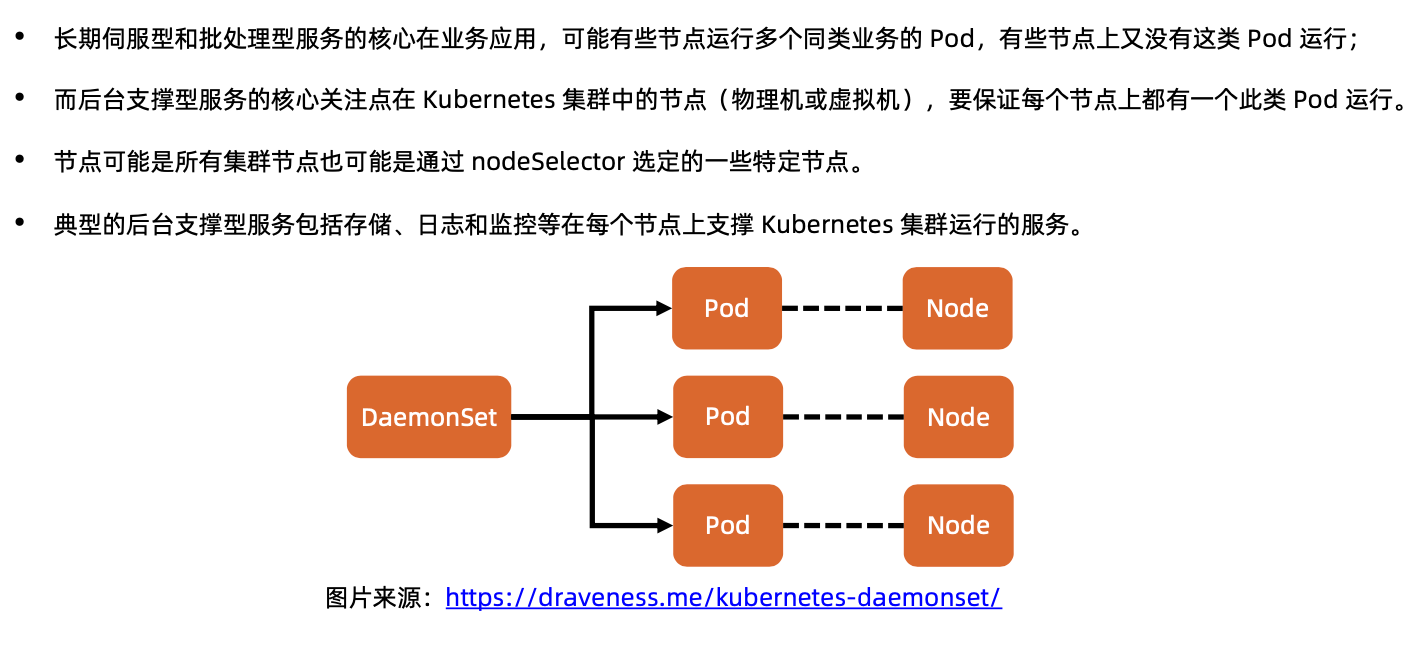 • 长期伺服型和批处理型服务的核心在业务应用，可能有些节点运行多个同类业务的 Pod，有些节点上又没有这类 Pod 运行；
• 而后台支撑型服务的核心关注点在 Kubernetes 集群中的节点（物理机或虚拟机），要保证每个节点上都有一个此类 Pod 运行。
• 节点可能是所有集群节点也可能是通过 nodeSelector 选定的一些特定节点。
• 典型的后台支撑型服务包括存储、日志和监控等在每个节点上支撑 Kubernetes 集群运行的服务。
Pod
Node
DaemonSet
Pod
Node
Pod
Node
图片来源：https://draveness.me/kubernetes-daemonset/